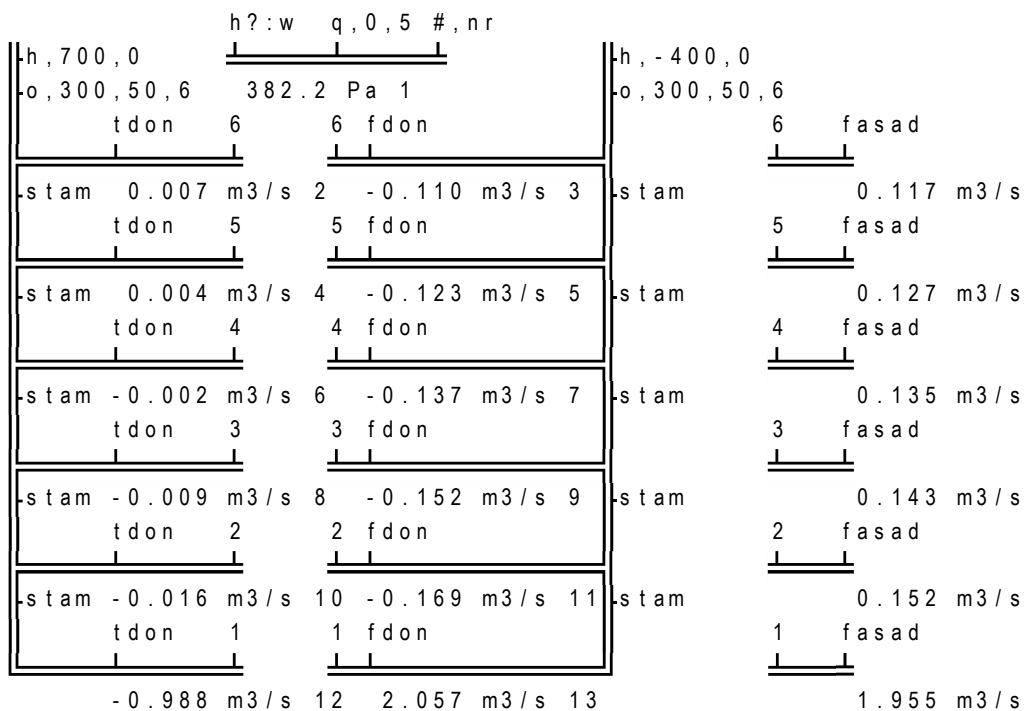 h?:w q,0,5 #,nr
h,700,0 h,-400,0
o,300,50,6 382.2 Pa 1 o,300,50,6
tdon 6 6 fdon 6 fasad
stam 0.007 m3/s 2 -0.110 m3/s 3 stam 0.117 m3/s
tdon 5 5 fdon 5 fasad
stam 0.004 m3/s 4 -0.123 m3/s 5 stam 0.127 m3/s
tdon 4 4 fdon 4 fasad
stam -0.002 m3/s 6 -0.137 m3/s 7 stam 0.135 m3/s
tdon 3 3 fdon 3 fasad
stam -0.009 m3/s 8 -0.152 m3/s 9 stam 0.143 m3/s
tdon 2 2 fdon 2 fasad
stam -0.016 m3/s 10 -0.169 m3/s 11 stam 0.152 m3/s
tdon 1 1 fdon 1 fasad
-0.988 m3/s 12 2.057 m3/s 13 1.955 m3/s